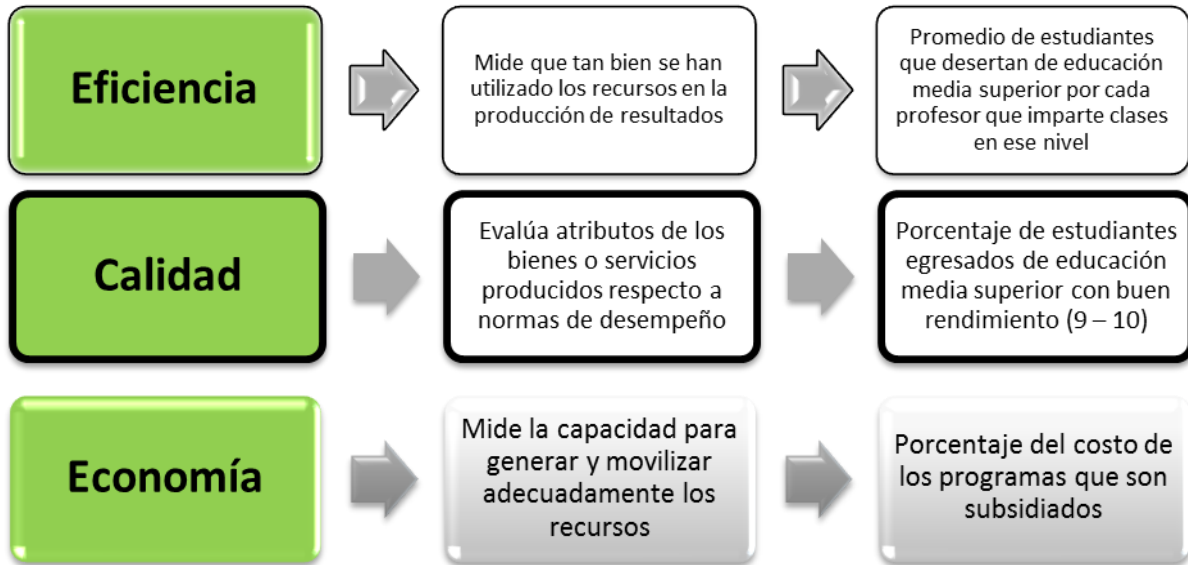 Eficiencia
Mide que tan bien se han
utilizado los recursos en la
producción de resultados
Promedio de estudiantes
que desertan de educación
media superior por cada
profesor que imparte clases
en ese nivel
Calidad
Evalúa atributos de los
bienes o servicios
producidos respecto a
normas de desempeño
Porcentaje de estudiantes
egresados de educación
media superior con buen
rendimiento (9 – 10)
Economía
Mide la capacidad para
generar y movilizar
adecuadamente los
recursos
Porcentaje del costo de
los programas que son
subsidiados